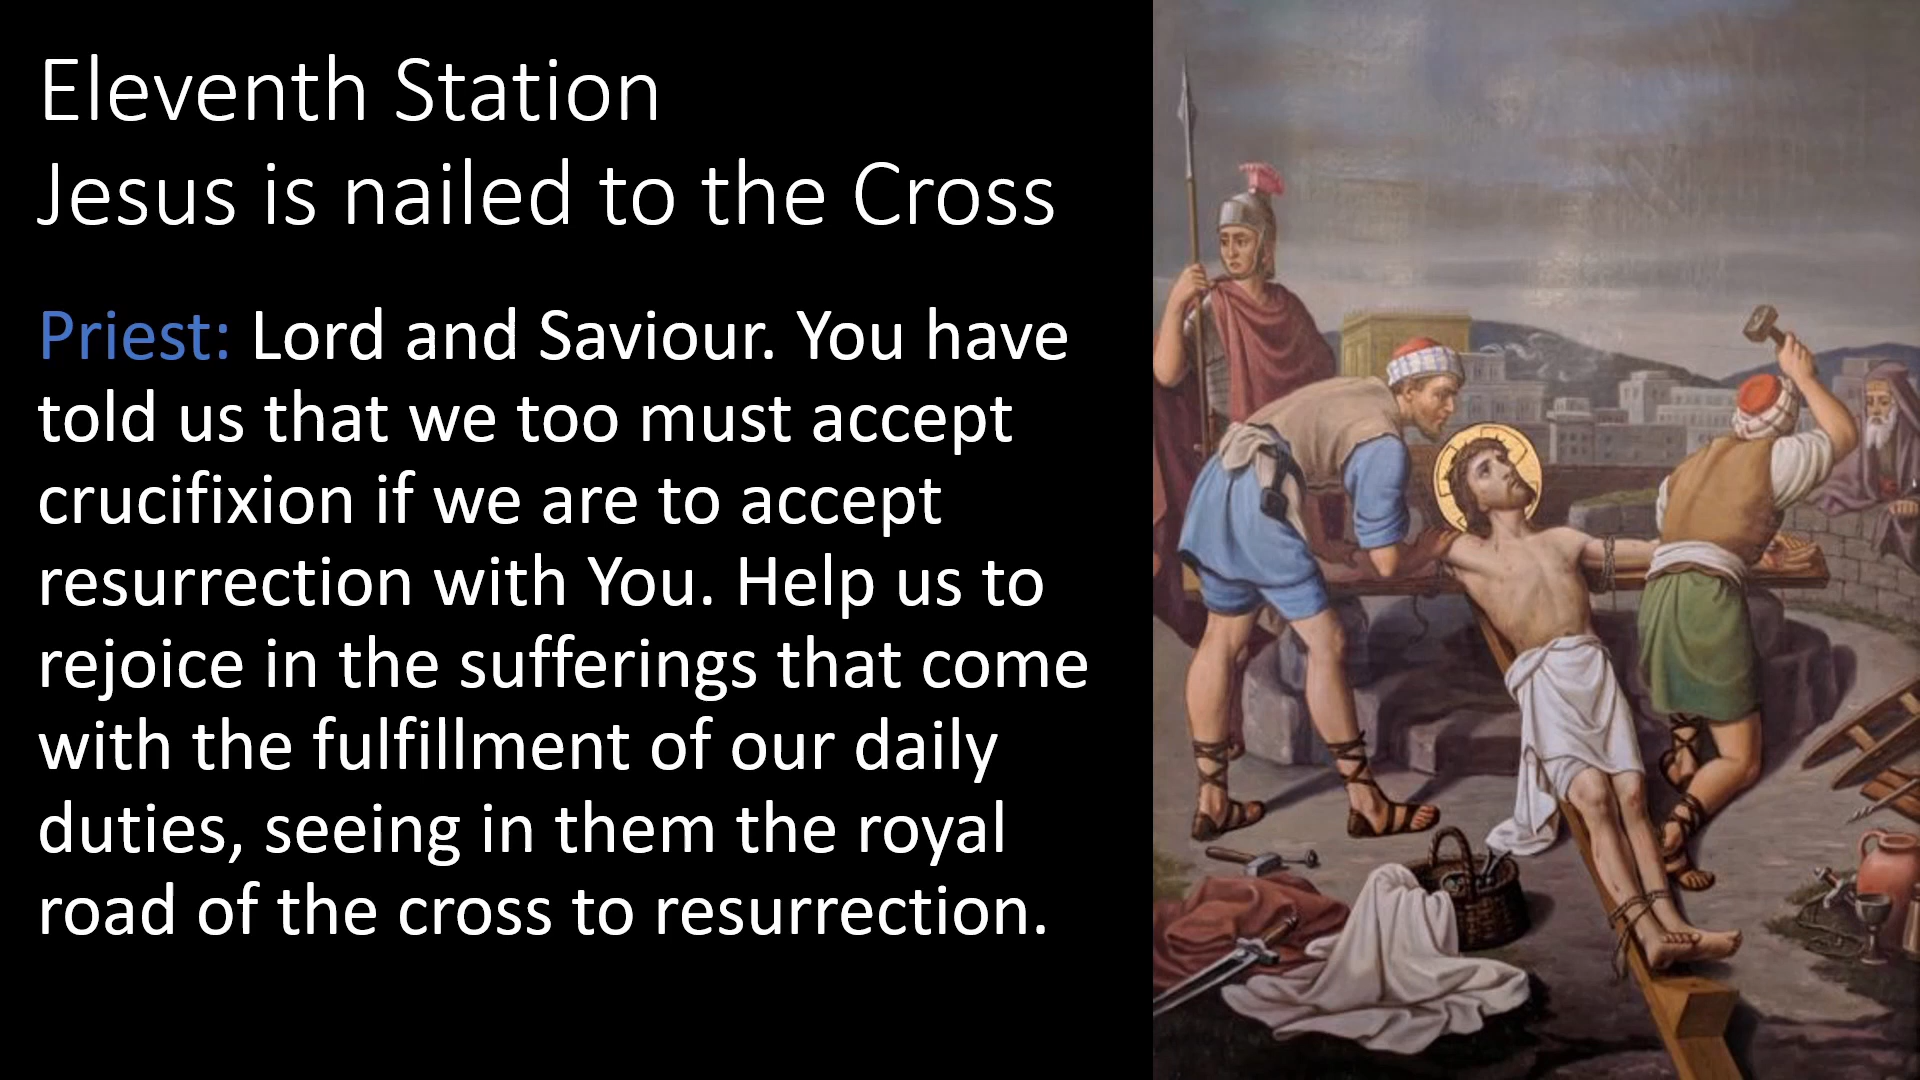 Eleventh Station
Jesus is nailed to the Cross
Priest: Lord and Saviour. You have
told us that we too must accept
crucifixion if we are to accept
resurrection with You. Help us to
rejoice in the sufferings that come
with the fulfillment of our daily
duties, seeing in them the royal
road of the cross to resurrection.